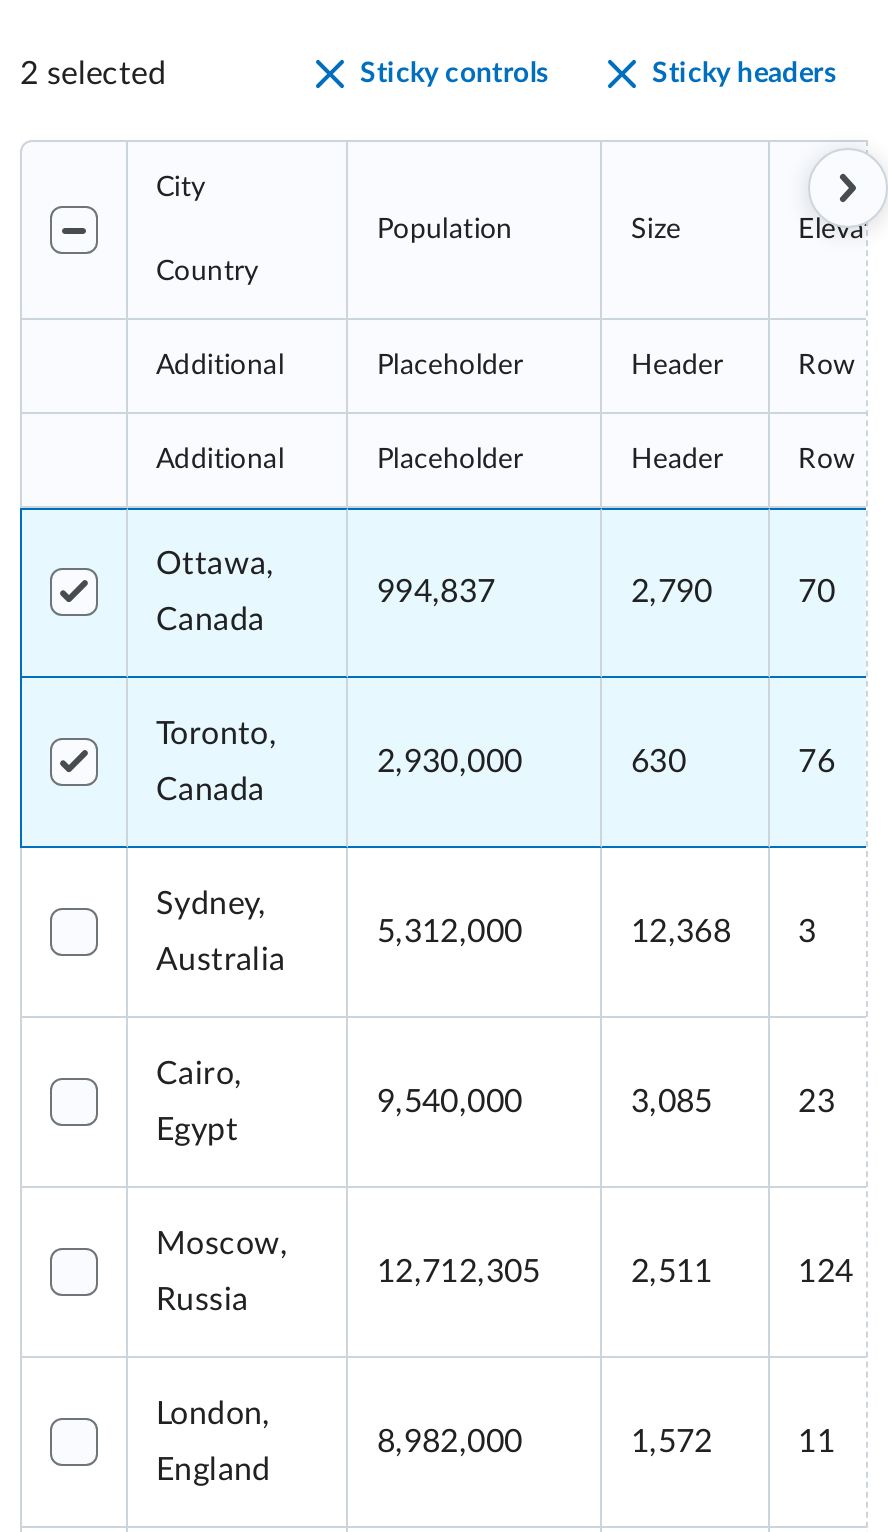 2 selected Sticky controls Sticky headers
City
Country Population Size Eleva
Additional Placeholder Header Row
Additional Placeholder Header Row
Ottawa,
Canada 994,837 2,790 70
Toronto,
Canada 2,930,000 630 76
Sydney,
Australia 5,312,000 12,368 3
Cairo,
Egypt 9,540,000 3,085 23
Moscow,
Russia 12,712,305 2,511 124
London,
England 8,982,000 1,572 11